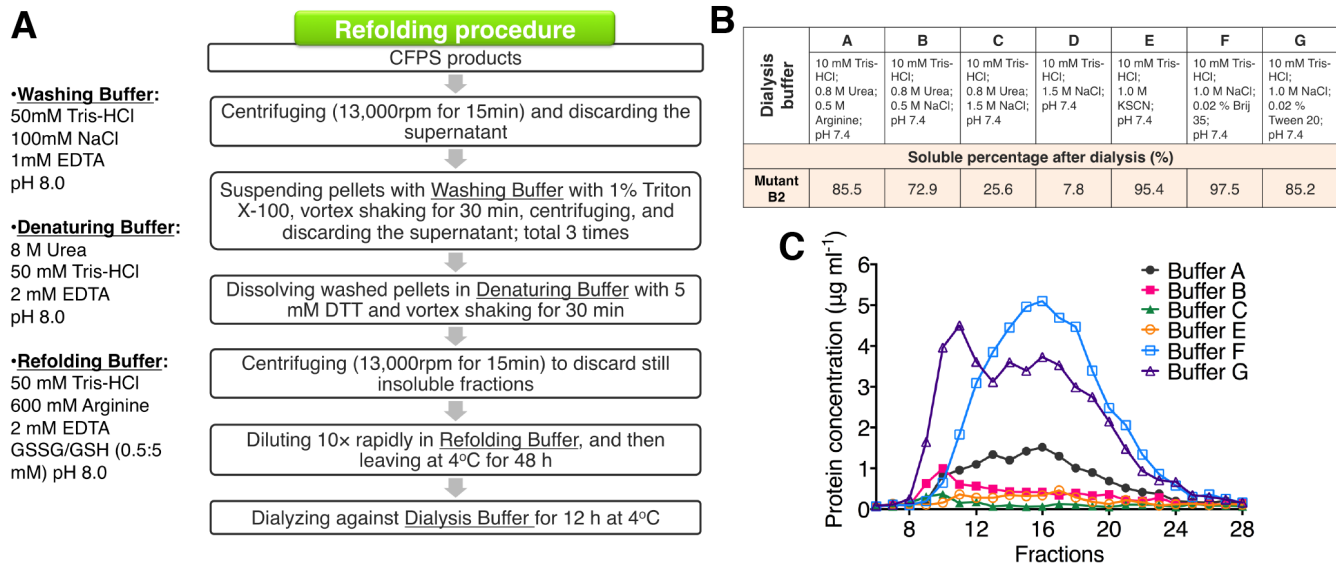 A
Refolding procedure
CFPS products
•Washing Buffer:
50mM Tris-HCl
100mM NaCl
1mM EDTA
pH 8.0
•Denaturing Buffer:
8 M Urea
50 mM Tris-HCl
2 mM EDTA
pH 8.0
•Refolding Buffer:
50 mM Tris-HCl
600 mM Arginine
2 mM EDTA
GSSG/GSH (0.5:5
mM) pH 8.0
Centrifuging (13,000rpm for 15min) and discarding the
supernatant
Suspending pellets with Washing Buffer with 1% Triton
X-100, vortex shaking for 30 min, centrifuging, and
discarding the supernatant; total 3 times
Dissolving washed pellets in Denaturing Buffer with 5
mM DTT and vortex shaking for 30 min
Centrifuging (13,000rpm for 15min) to discard still
insoluble fractions
Diluting 10× rapidly in Refolding Buffer, and then
leaving at 4ºC for 48 h
Dialyzing against Dialysis Buffer for 12 h at 4ºC
B
Dialysis
buffer
A
10 mM Tris-
HCl;
0.8 M Urea;
0.5 M
Arginine;
pH 7.4
B
10 mM Tris-
HCl;
0.8 M Urea;
0.5 M NaCl;
pH 7.4
C
10 mM Tris-
HCl;
0.8 M Urea;
1.5 M NaCl;
pH 7.4
D
10 mM Tris-
HCl;
1.5 M NaCl;
pH 7.4
E
10 mM Tris-
HCl;
1.0 M
KSCN;
pH 7.4
F
10 mM Tris-
HCl;
1.0 M NaCl;
0.02 % Brij
35;
pH 7.4
G
10 mM Tris-
HCl;
1.0 M NaCl;
0.02 %
Tween 20;
pH 7.4
Soluble percentage after dialysis (%)
Mutant
B2
85.5 72.9 25.6 7.8 95.4 97.5 85.2
C
Protein concentration (µg ml⁻¹)
6
5
4
3
2
1
0
8 12 16 20 24 28
Fractions
Buffer A
Buffer B
Buffer C
Buffer E
Buffer F
Buffer G